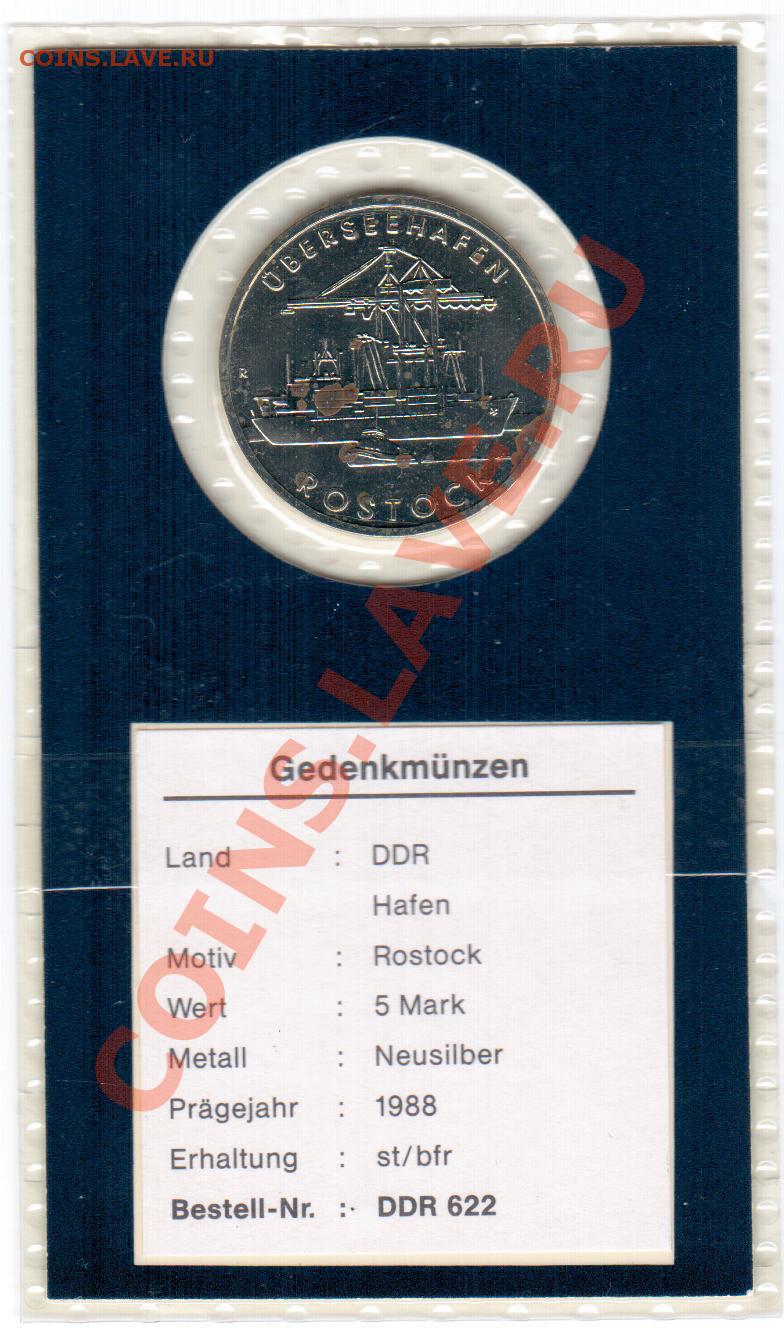 COINS.LAVE.RU
ÜBERSEEHAFEN
R
ROSTOCK
COINS.LAVE.RU
Gedenkmünzen
Land : DDR
Hafen
Motiv : Rostock
Wert : 5 Mark
Metall : Neusilber
Prägejahr : 1988
Erhaltung : st/bfr
Bestell-Nr. : DDR 622